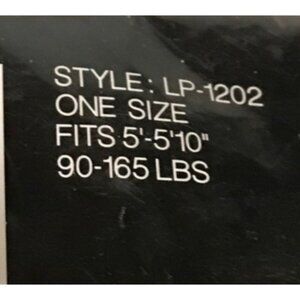 STYLE: LP-1202
ONE SIZE
FITS 5'-5'10"
90-165 LBS